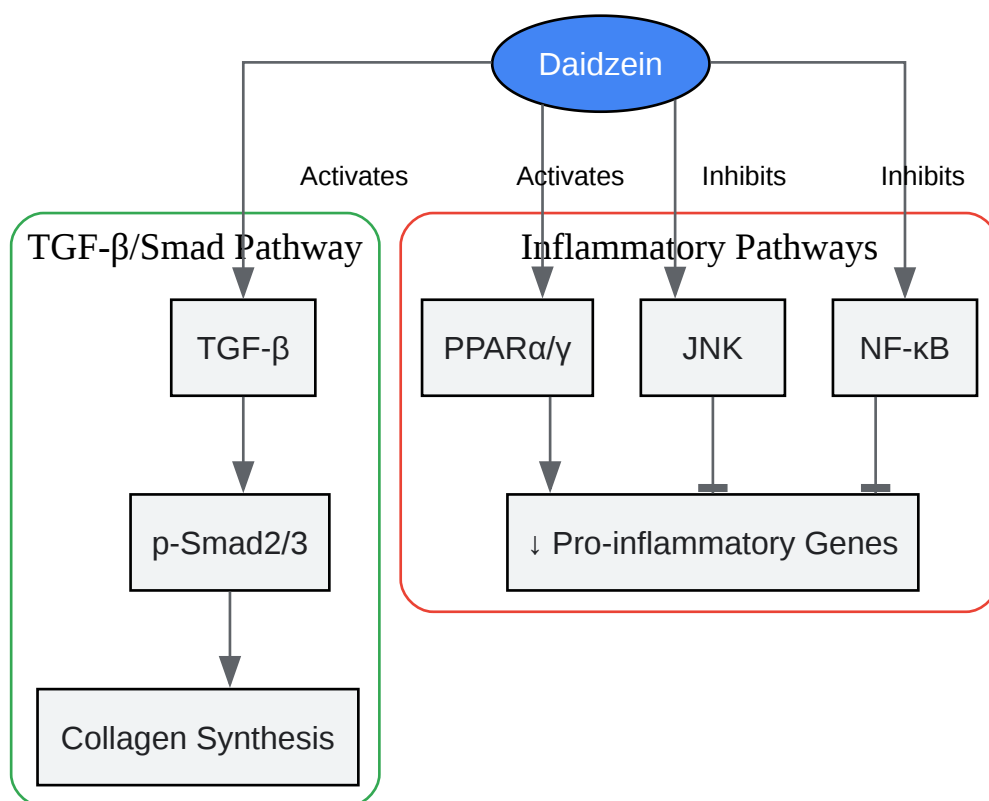 Daidzein
Activates
Activates
Inhibits
Inhibits
TGF-β/Smad Pathway
Inflammatory Pathways
TGF-β
PPARα/γ
JNK
NF-κB
p-Smad2/3
↓ Pro-inflammatory Genes
Collagen Synthesis